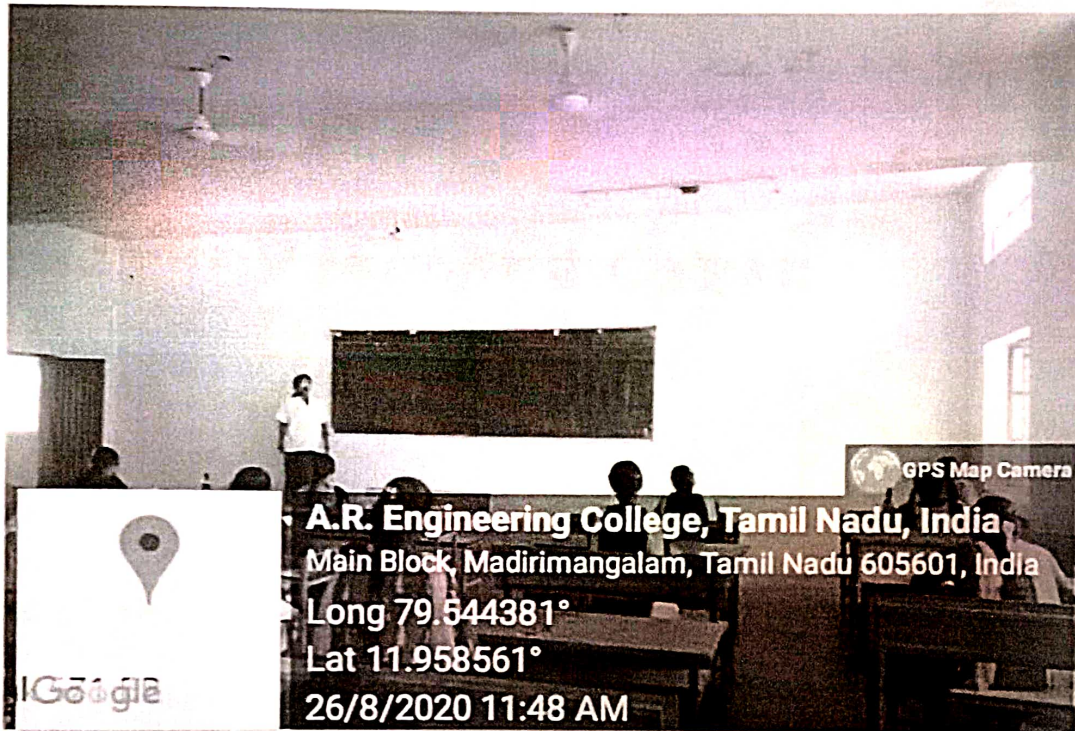 GPS Map Camera
A.R. Engineering College, Tamil Nadu, India
Main Block, Madirimangalam, Tamil Nadu 605601, India
Long 79.544381°
Lat 11.958561°
26/8/2020 11:48 AM
Google